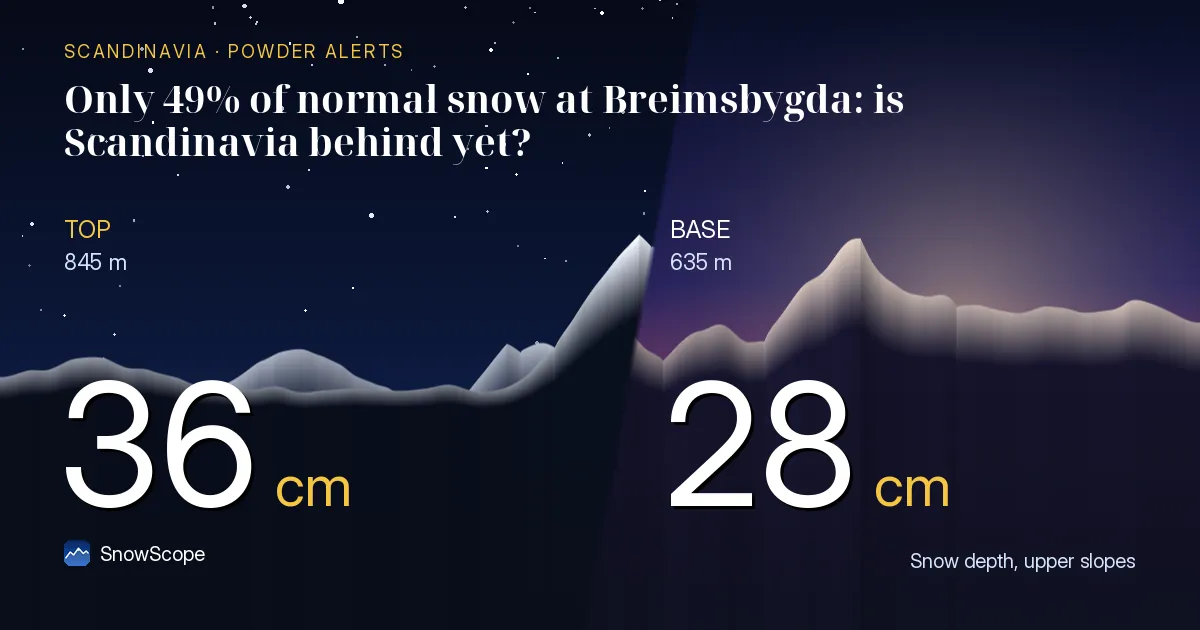 SCANDINAVIA · POWDER ALERTS
Only 49% of normal snow at Breimsbygda: is
Scandinavia behind yet?
TOP
845 m
BASE
635 m
36 cm
28 cm
SnowScope
Snow depth, upper slopes